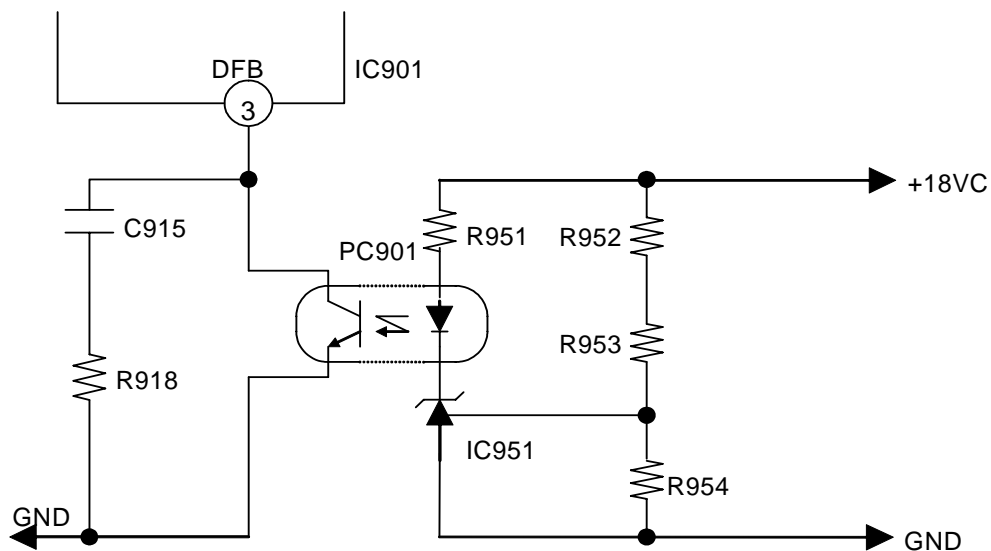 DFB
IC901
3
+18VC
C915
R951
R952
PC901
R953
R918
IC951
R954
GND
GND